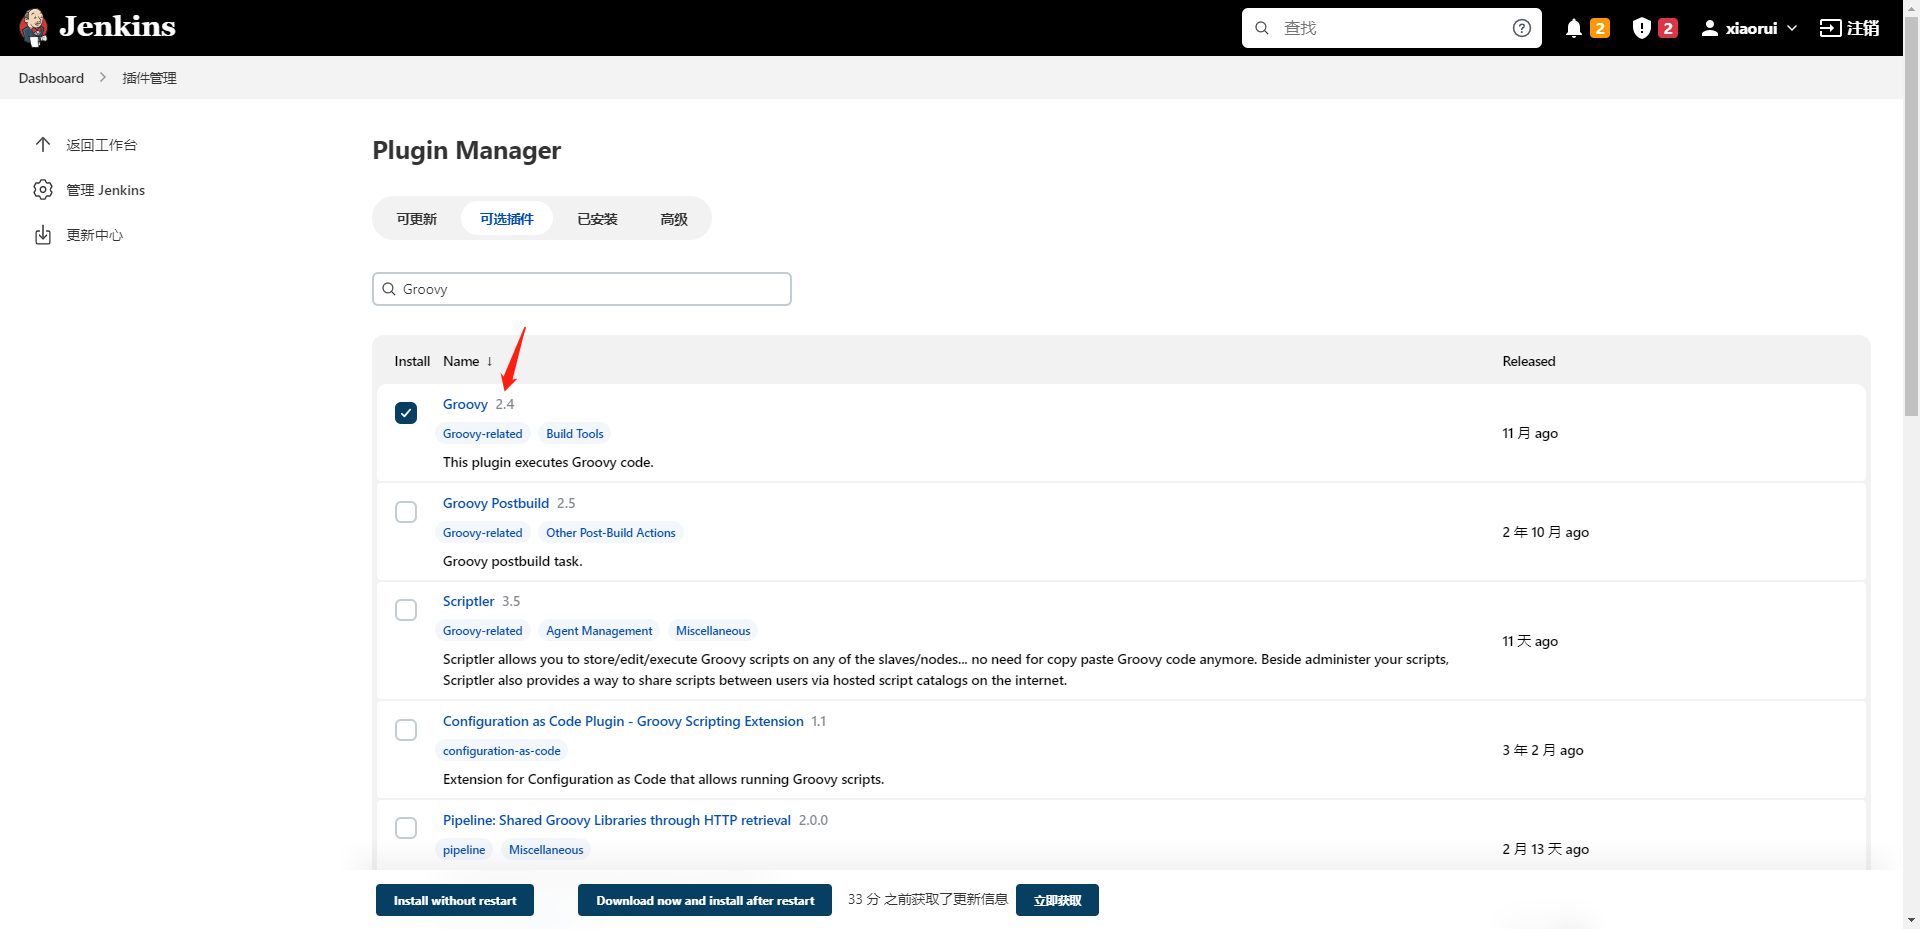 Jenkins
查找
2
2
xiaorui
注销
Dashboard
插件管理
返回工作台
管理 Jenkins
更新中心
Plugin Manager
可更新
可选插件
已安装
高级
Groovy
Install Name ↓ Released
Groovy 2.4
Groovy-related Build Tools
11 月 ago
This plugin executes Groovy code.
Groovy Postbuild 2.5
Groovy-related Other Post-Build Actions
2 年 10 月 ago
Groovy postbuild task.
Scriptler 3.5
Groovy-related Agent Management Miscellaneous
11 天 ago
Scriptler allows you to store/edit/execute Groovy scripts on any of the slaves/nodes... no need for copy paste Groovy code anymore. Beside administer your scripts,
Scriptler also provides a way to share scripts between users via hosted script catalogs on the internet.
Configuration as Code Plugin - Groovy Scripting Extension 1.1
configuration-as-code
3 年 2 月 ago
Extension for Configuration as Code that allows running Groovy scripts.
Pipeline: Shared Groovy Libraries through HTTP retrieval 2.0.0
pipeline Miscellaneous
2 月 13 天 ago
Install without restart
Download now and install after restart
33 分 之前获取了更新信息
立即获取